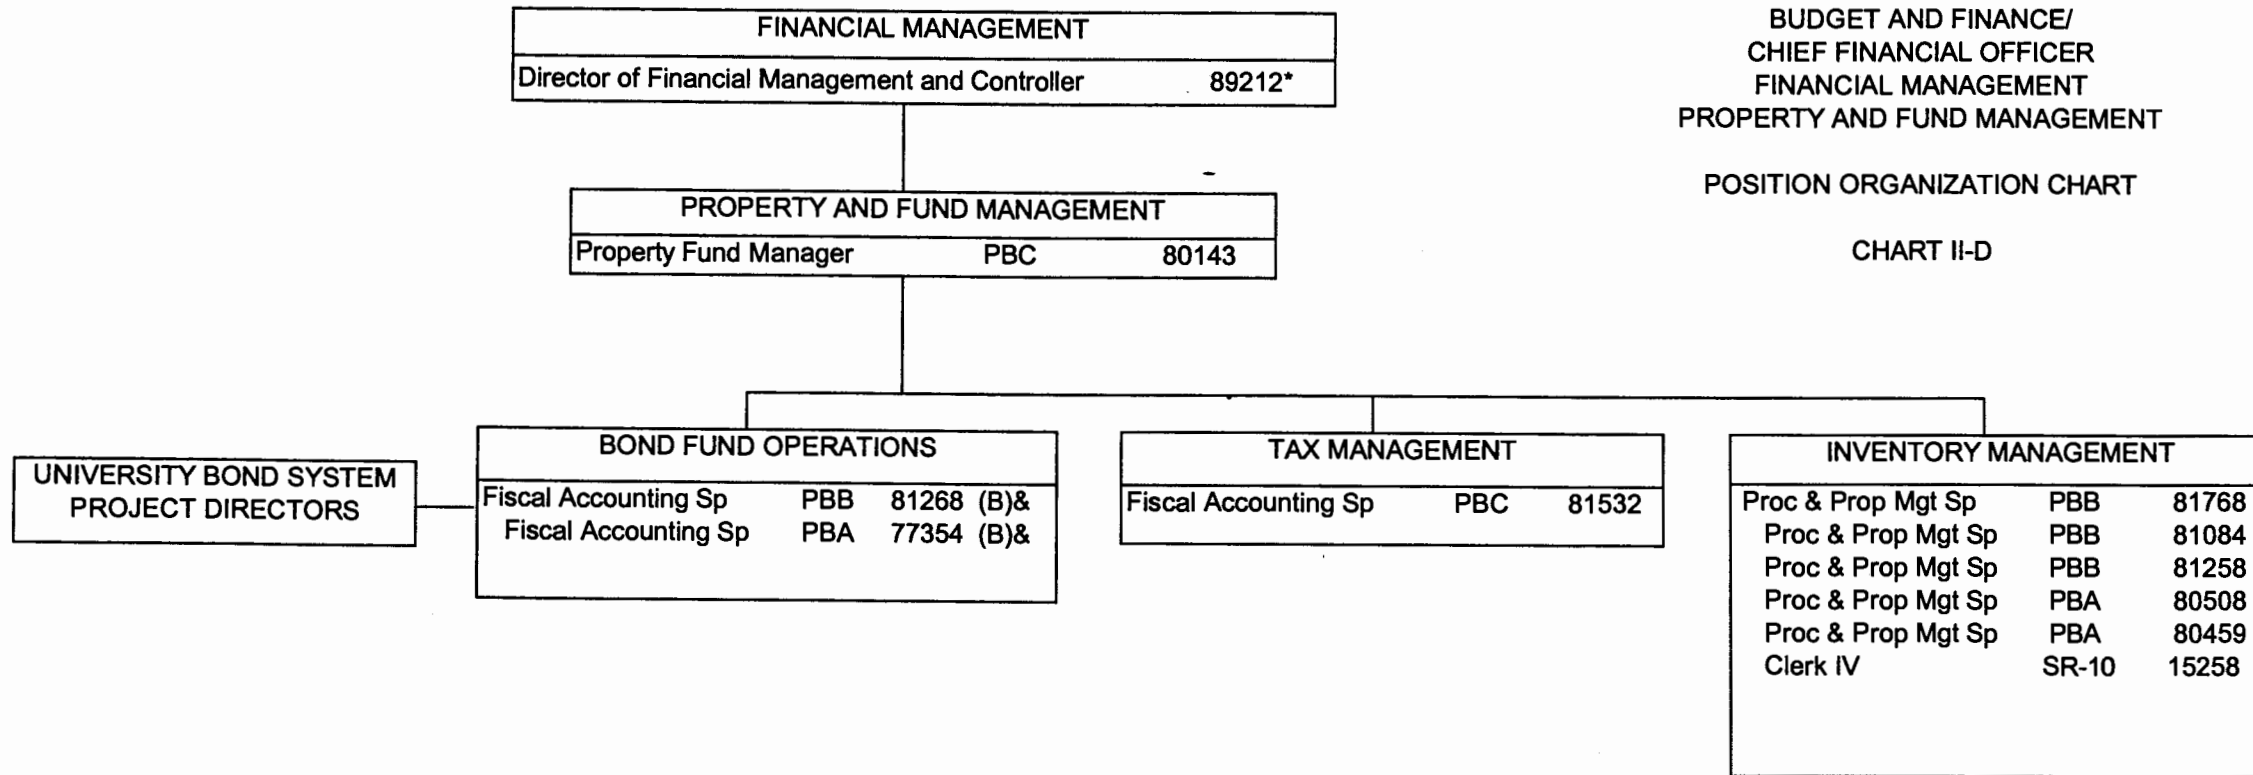 FINANCIAL MANAGEMENT
Director of Financial Management and Controller 89212*
BUDGET AND FINANCE/
CHIEF FINANCIAL OFFICER
FINANCIAL MANAGEMENT
PROPERTY AND FUND MANAGEMENT
POSITION ORGANIZATION CHART
CHART II-D
PROPERTY AND FUND MANAGEMENT
Property Fund Manager PBC 80143
UNIVERSITY BOND SYSTEM
PROJECT DIRECTORS
BOND FUND OPERATIONS
Fiscal Accounting Sp PBB 81268 (B)&
Fiscal Accounting Sp PBA 77354 (B)&
TAX MANAGEMENT
Fiscal Accounting Sp PBC 81532
INVENTORY MANAGEMENT
Proc & Prop Mgt Sp PBB 81768
Proc & Prop Mgt Sp PBB 81084
Proc & Prop Mgt Sp PBB 81258
Proc & Prop Mgt Sp PBA 80508
Proc & Prop Mgt Sp PBA 80459
Clerk IV SR-10 15258